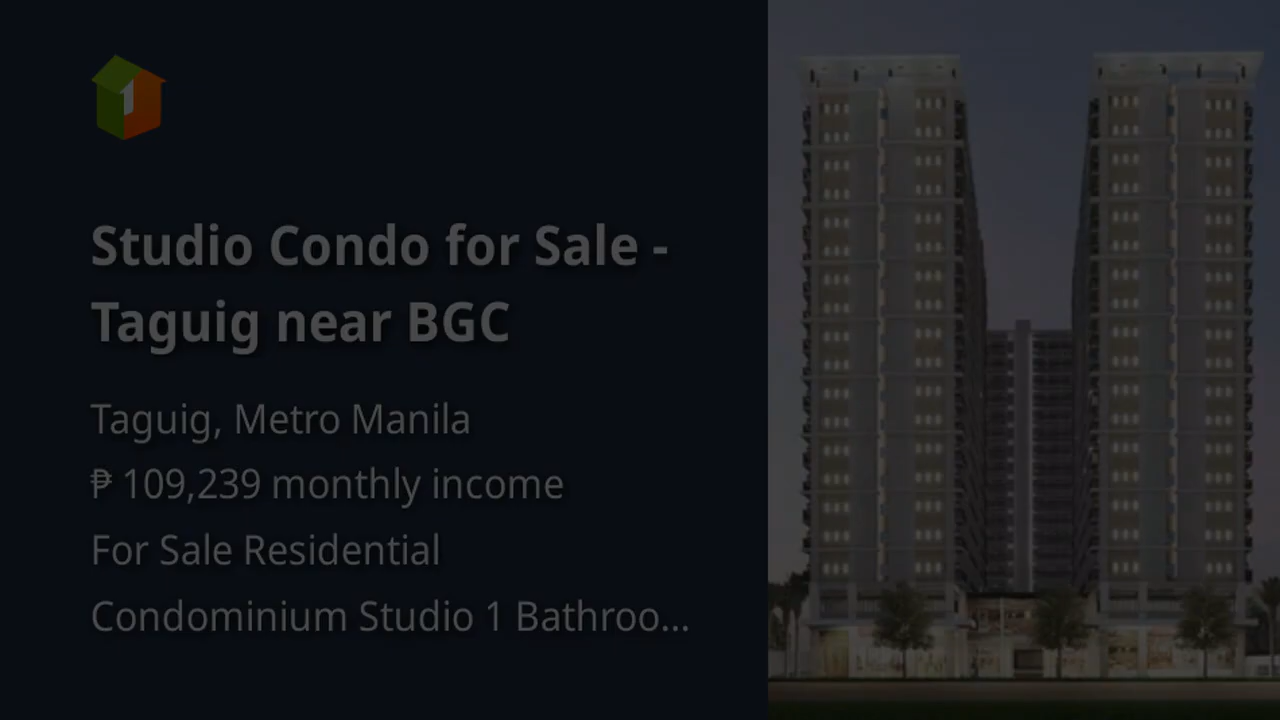 Studio Condo for Sale -
Taguig near BGC
Taguig, Metro Manila
₱ 109,239 monthly income
For Sale Residential
Condominium Studio 1 Bathroo...